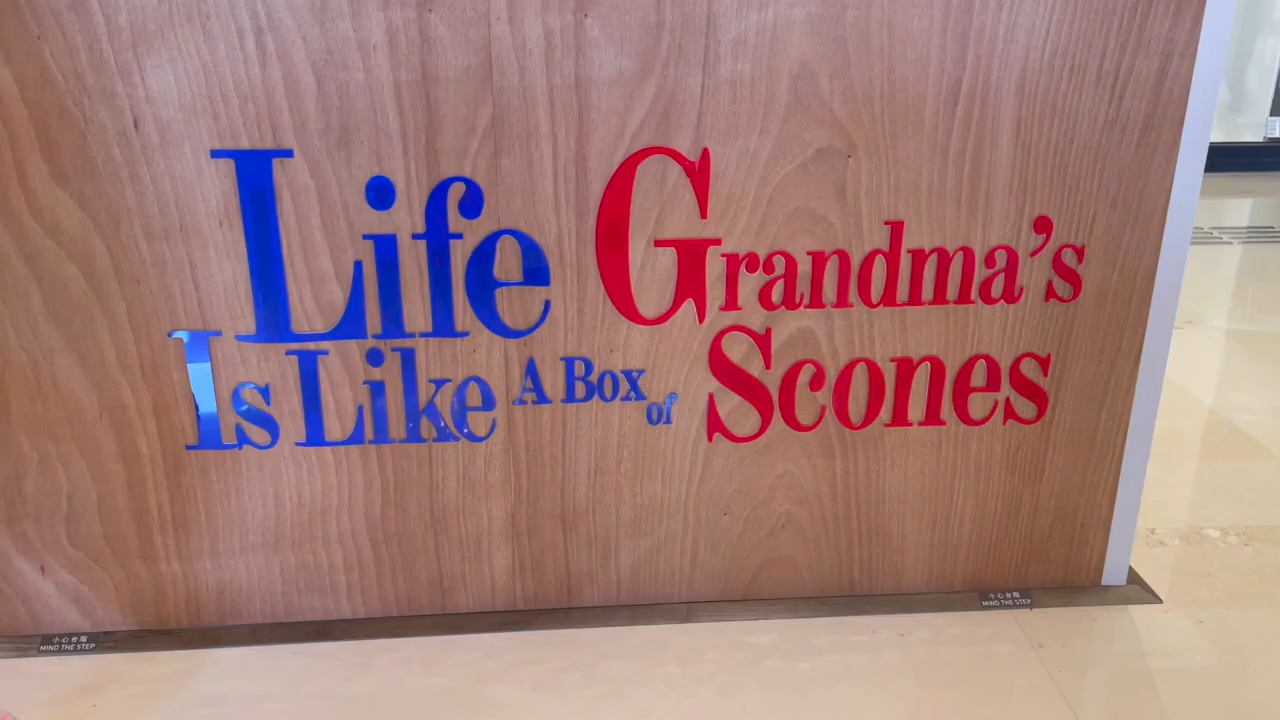 Life
Is Like A Box of
Grandma's
Scones
小心台階
MIND THE STEP
小心台階
MIND THE STEP